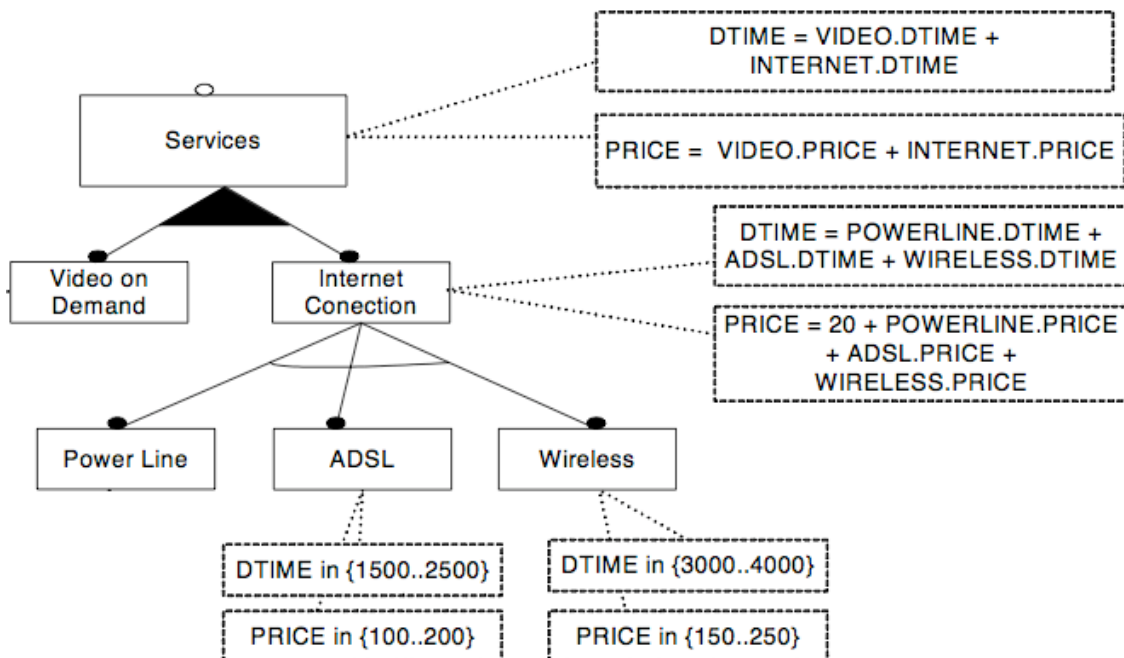 DTIME = VIDEO.DTIME +
INTERNET.DTIME
Services
PRICE = VIDEO.PRICE + INTERNET.PRICE
DTIME = POWERLINE.DTIME +
ADSL.DTIME + WIRELESS.DTIME
Video on
Demand
Internet
Conection
PRICE = 20 + POWERLINE.PRICE
+ ADSL.PRICE +
WIRELESS.PRICE
Power Line
ADSL
Wireless
DTIME in {1500..2500}
DTIME in {3000..4000}
PRICE in {100..200}
PRICE in {150..250}